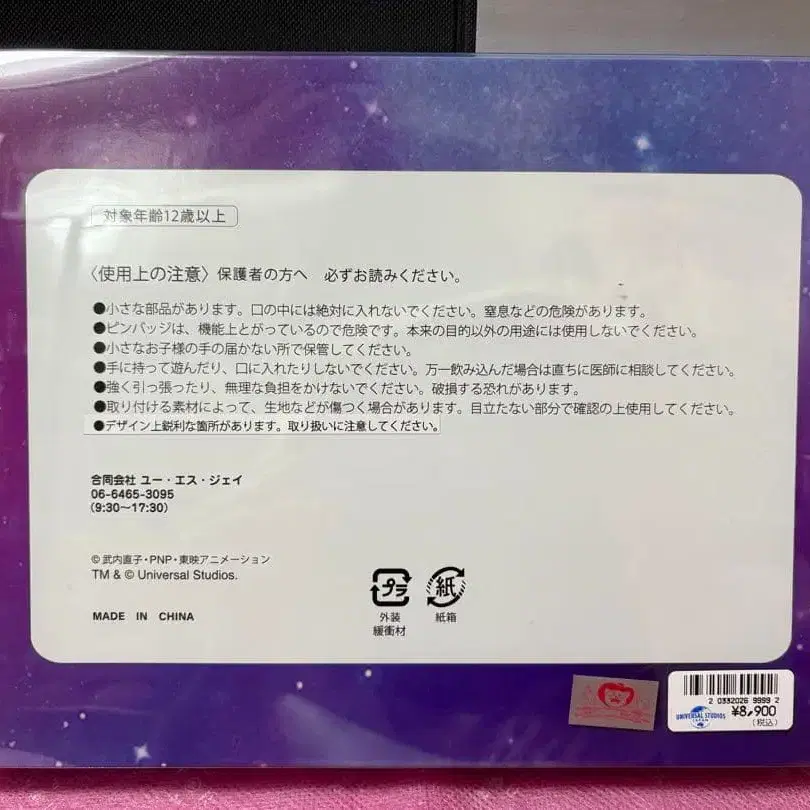 対象年齢12歳以上
〈使用上の注意〉保護者の方へ 必ずお読みください。
●小さな部品があります。口の中には絶対に入れないでください。窒息などの危険があります。
●ピンバッジは、機能上とがっているので危険です。本来の目的以外の用途には使用しないでください。
●小さなお子様の手の届かない所で保管してください。
●手に持って遊んだり、口に入れたりしないでください。万一飲み込んだ場合は直ちに医師に相談してください。
●強く引っ張ったり、無理な負担をかけないでください。破損する恐れがあります。
●取り付ける素材によって、生地などが傷つく場合があります。目立たない部分で確認の上使用してください。
●デザイン上鋭利な箇所があります。取り扱いに注意してください。
合同会社 ユー・エス・ジェイ
06-6465-3095
(9:30～17:30)
© 武内直子・PNP・東映アニメーション
TM & © Universal Studios.
MADE IN CHINA
プラ
外装
緩衝材
紙
紙箱
2 0332026 9999 2
UNIVERSAL STUDIOS
JAPAN
¥8,900
(税込)